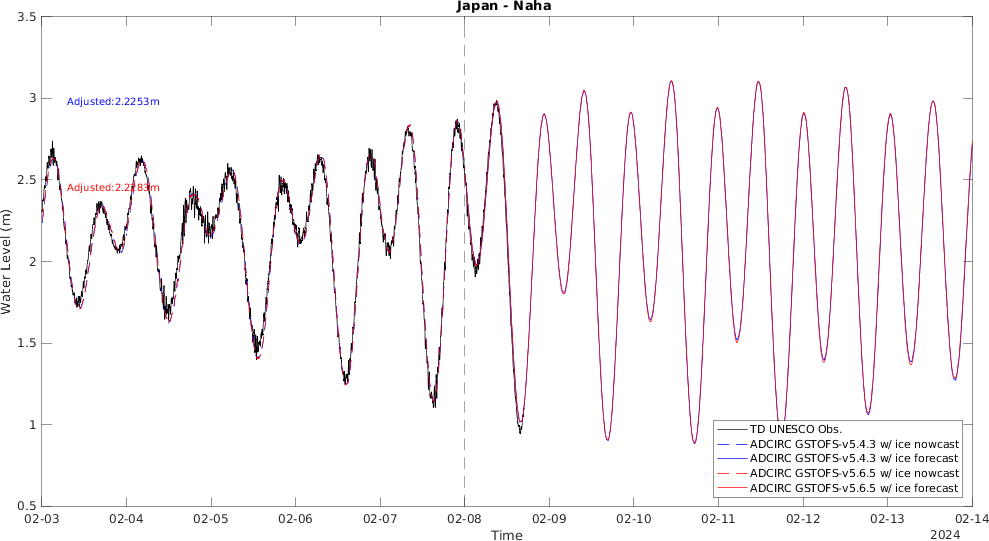 Japan - Naha
3.5
3
2.5
2
1.5
1
0.5
Water Level (m)
Adjusted:2.2253m
Adjusted:2.2283m
TD UNESCO Obs.
ADCIRC GSTOFS-v5.4.3 w/ ice nowcast
ADCIRC GSTOFS-v5.4.3 w/ ice forecast
ADCIRC GSTOFS-v5.6.5 w/ ice nowcast
ADCIRC GSTOFS-v5.6.5 w/ ice forecast
02-03 02-04 02-05 02-06 02-07 02-08 02-09 02-10 02-11 02-12 02-13 02-14
Time
2024